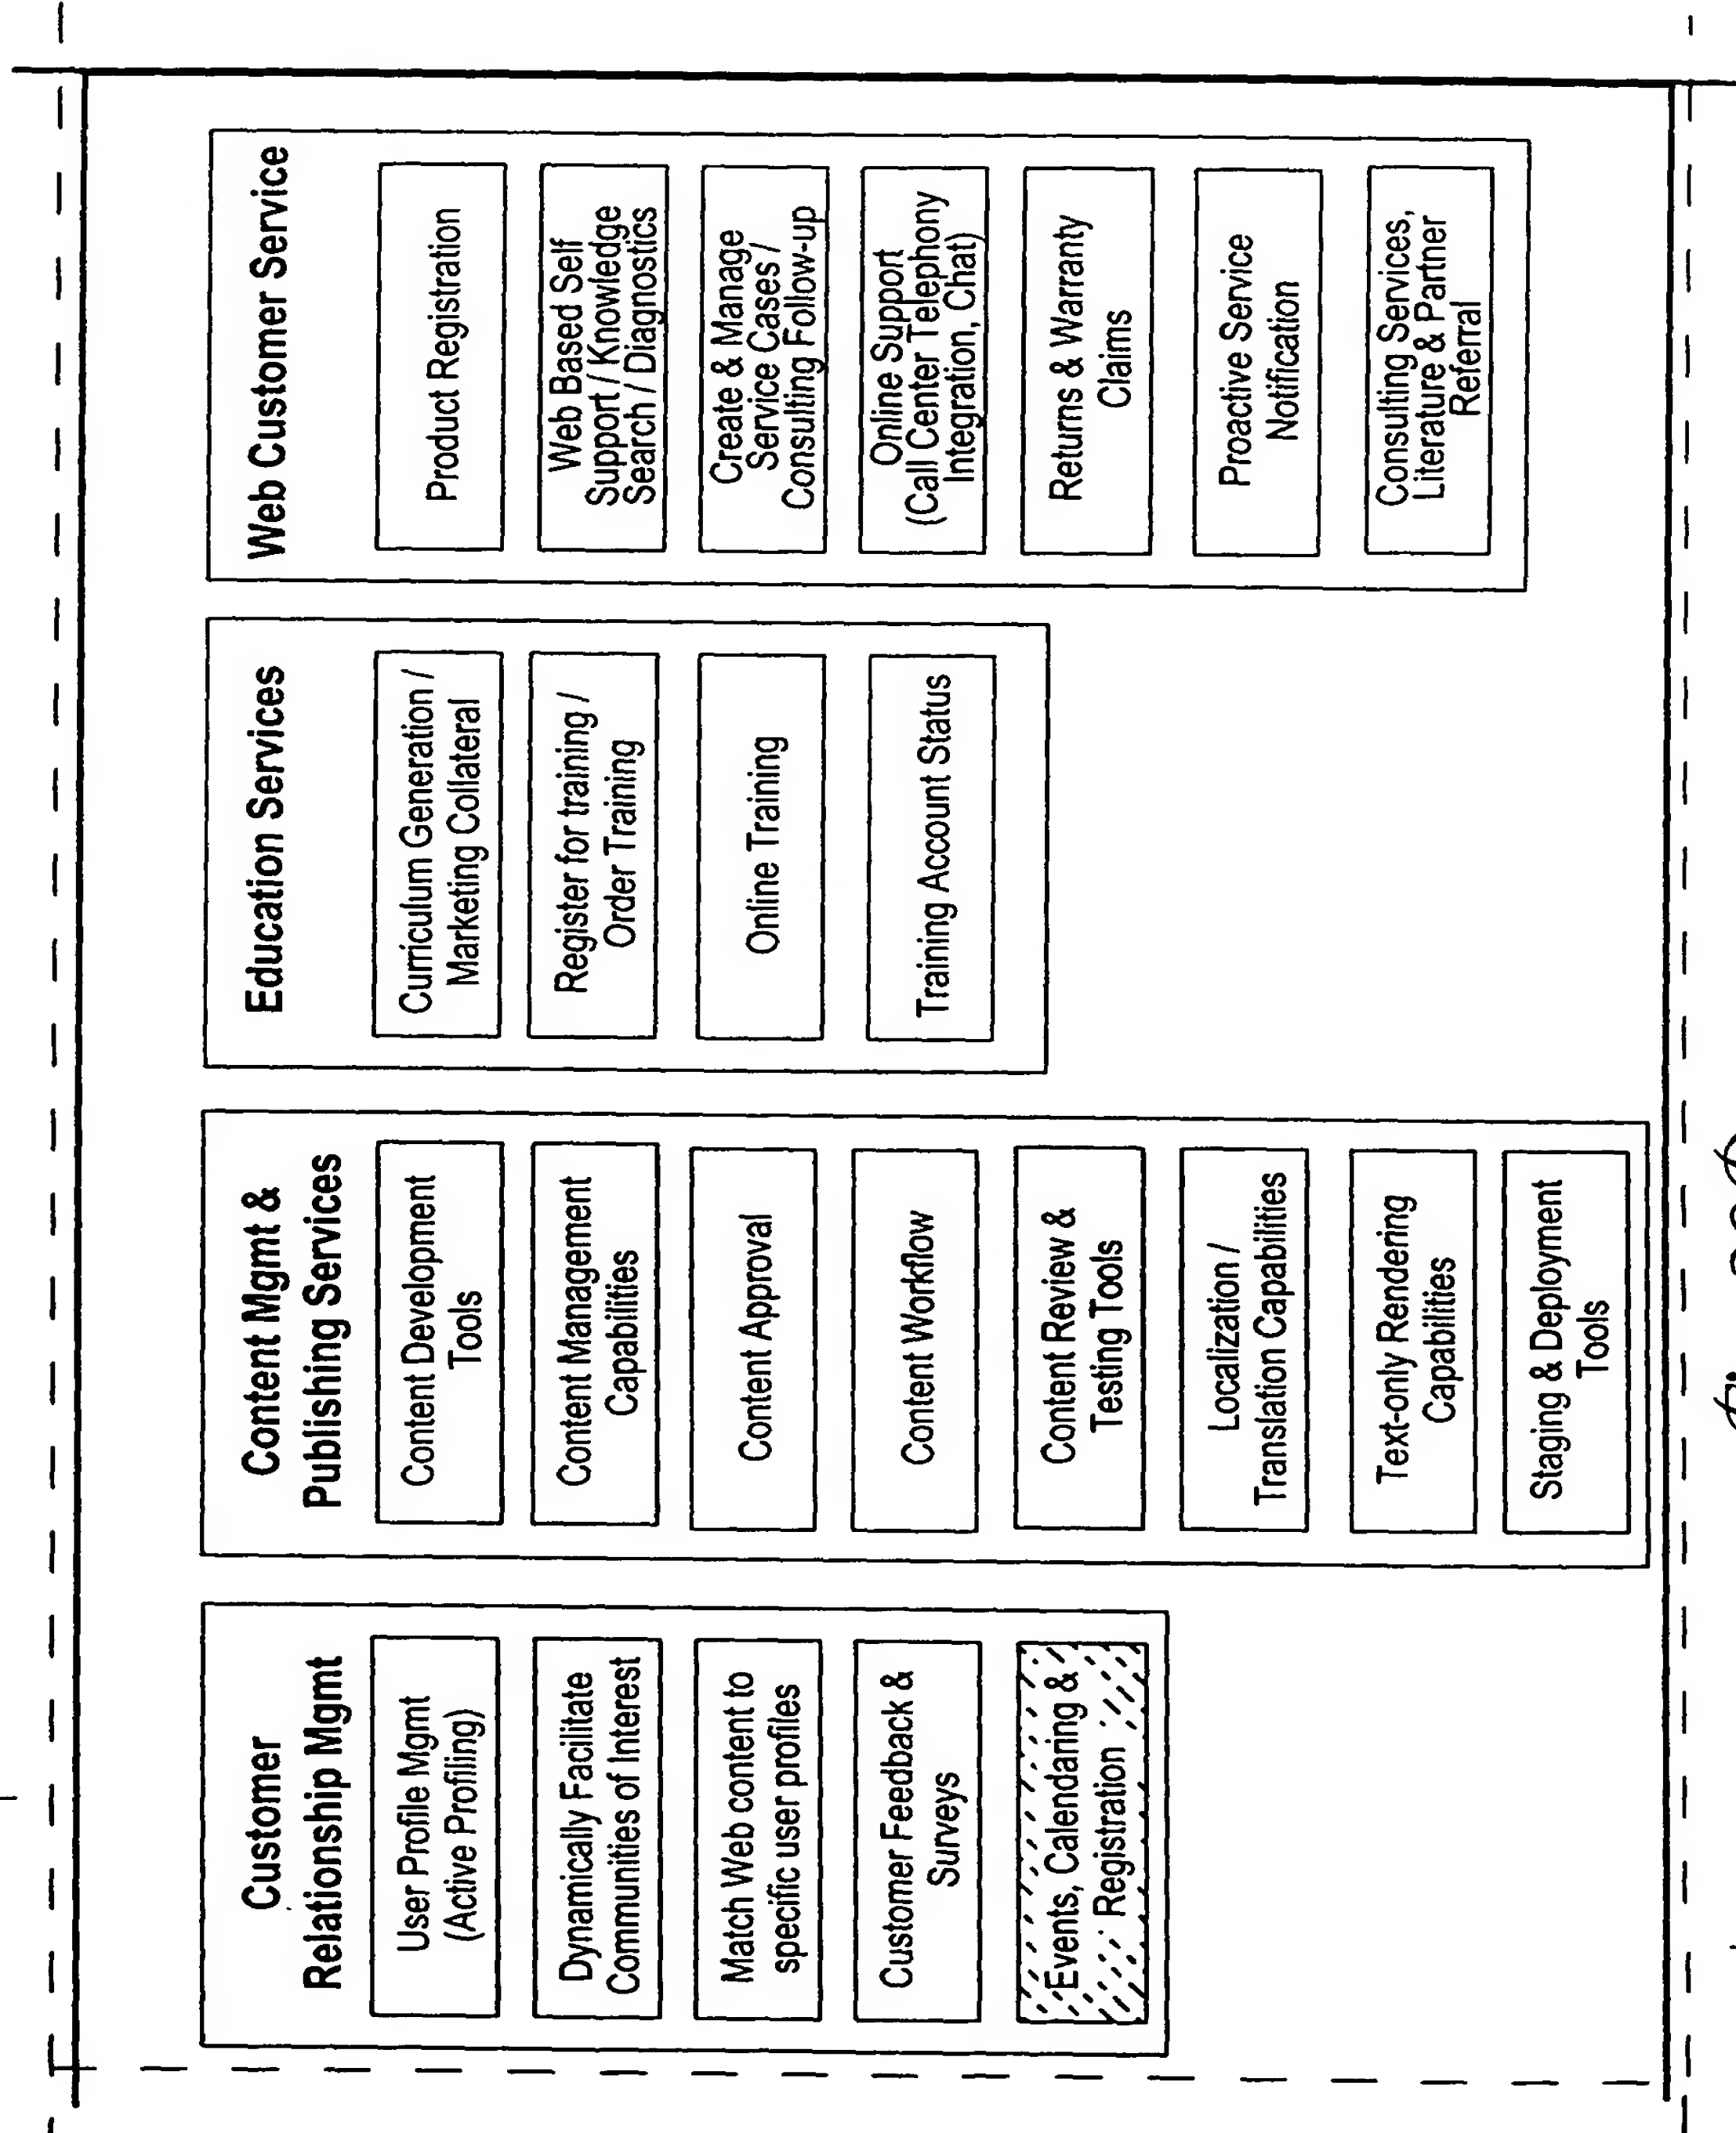 Customer
Relationship Mgmt
User Profile Mgmt
(Active Profiling)
Dynamically Facilitate
Communities of Interest
Match Web content to
specific user profiles
Customer Feedback &
Surveys
Events, Calendaring &
Registration
Content Mgmt &
Publishing Services
Content Development
Tools
Content Management
Capabilities
Content Approval
Content Workflow
Content Review &
Testing Tools
Localization /
Translation Capabilities
Text-only Rendering
Capabilities
Staging & Deployment
Tools
Education Services
Curriculum Generation /
Marketing Collateral
Register for training /
Order Training
Online Training
Training Account Status
Web Customer Service
Product Registration
Web Based Self
Support / Knowledge
Search / Diagnostics
Create & Manage
Service Cases /
Consulting Follow-up
Online Support
(Call Center Telephony
Integration, Chat)
Returns & Warranty
Claims
Proactive Service
Notification
Consulting Services,
Literature & Partner
Referral